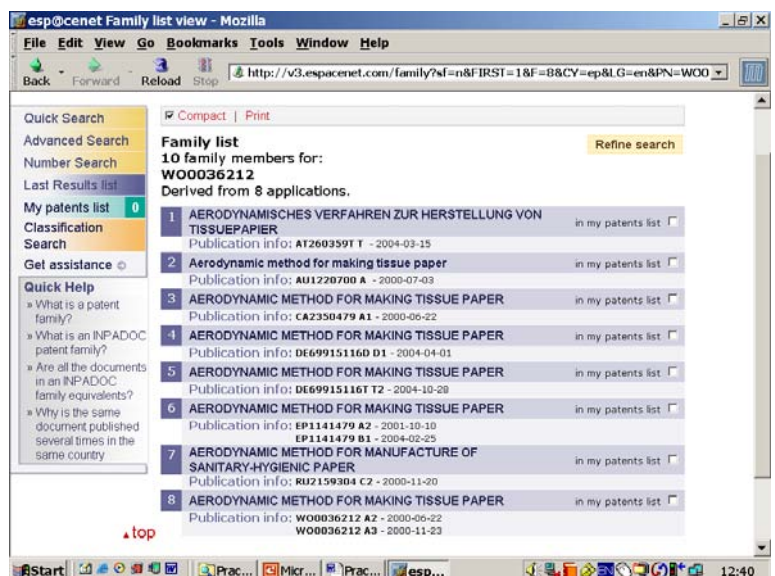 esp@cenet Family list view - Mozilla
File Edit View Go Bookmarks Tools Window Help
Back Forward Reload Stop http://v3.espacenet.com/family?sf=n&FIRST=1&F=8&CY=ep&LG=en&PN=WO0
Compact | Print
Quick Search
Advanced Search
Number Search
Last Results list
My patents list 0
Classification
Search
Get assistance
Quick Help
» What is a patent
family?
» What is an INPADOC
patent family?
» Are all the documents
in an INPADOC
family equivalents?
» Why is the same
document published
several times in the
same country
Family list
Refine search
10 family members for:
WO0036212
Derived from 8 applications.
1 AERODYNAMISCHES VERFAHREN ZUR HERSTELLUNG VON
TISSUEPAPIER
in my patents list
Publication info: AT260359T T - 2004-03-15
2 Aerodynamic method for making tissue paper in my patents list
Publication info: AU1220700 A - 2000-07-03
3 AERODYNAMIC METHOD FOR MAKING TISSUE PAPER in my patents list
Publication info: CA2350479 A1 - 2000-06-22
4 AERODYNAMIC METHOD FOR MAKING TISSUE PAPER in my patents list
Publication info: DE69915116D D1 - 2004-04-01
5 AERODYNAMIC METHOD FOR MAKING TISSUE PAPER in my patents list
Publication info: DE69915116T T2 - 2004-10-28
6 AERODYNAMIC METHOD FOR MAKING TISSUE PAPER in my patents list
Publication info: EP1141479 A2 - 2001-10-10
EP1141479 B1 - 2004-02-25
7 AERODYNAMIC METHOD FOR MANUFACTURE OF
SANITARY-HYGIENIC PAPER
in my patents list
Publication info: RU2159304 C2 - 2000-11-20
8 AERODYNAMIC METHOD FOR MAKING TISSUE PAPER in my patents list
Publication info: WO0036212 A2 - 2000-06-22
WO0036212 A3 - 2000-11-23
top
Start Prac... Micr... Prac... esp... 12:40